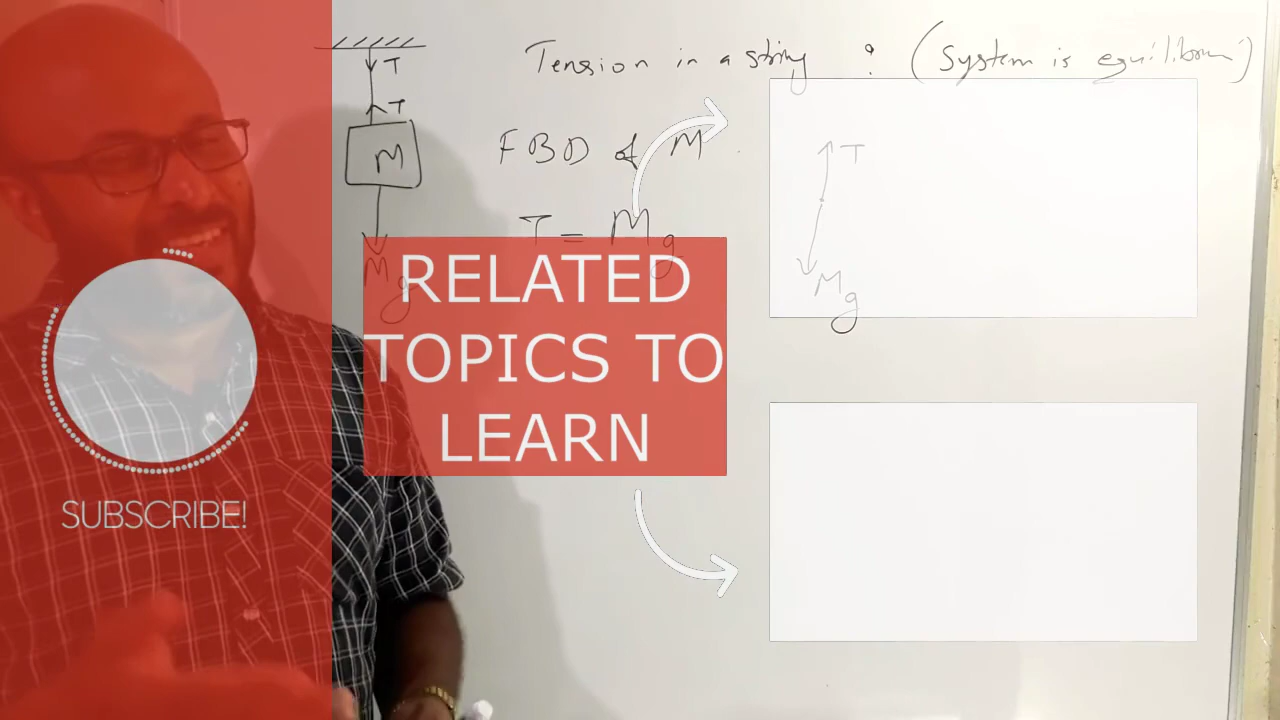 Tension in a string ? (System is equilibrium)
T
T
M
Mg
FBD of M
T = Mg
T
Mg
RELATED
TOPICS TO
LEARN
SUBSCRIBE!